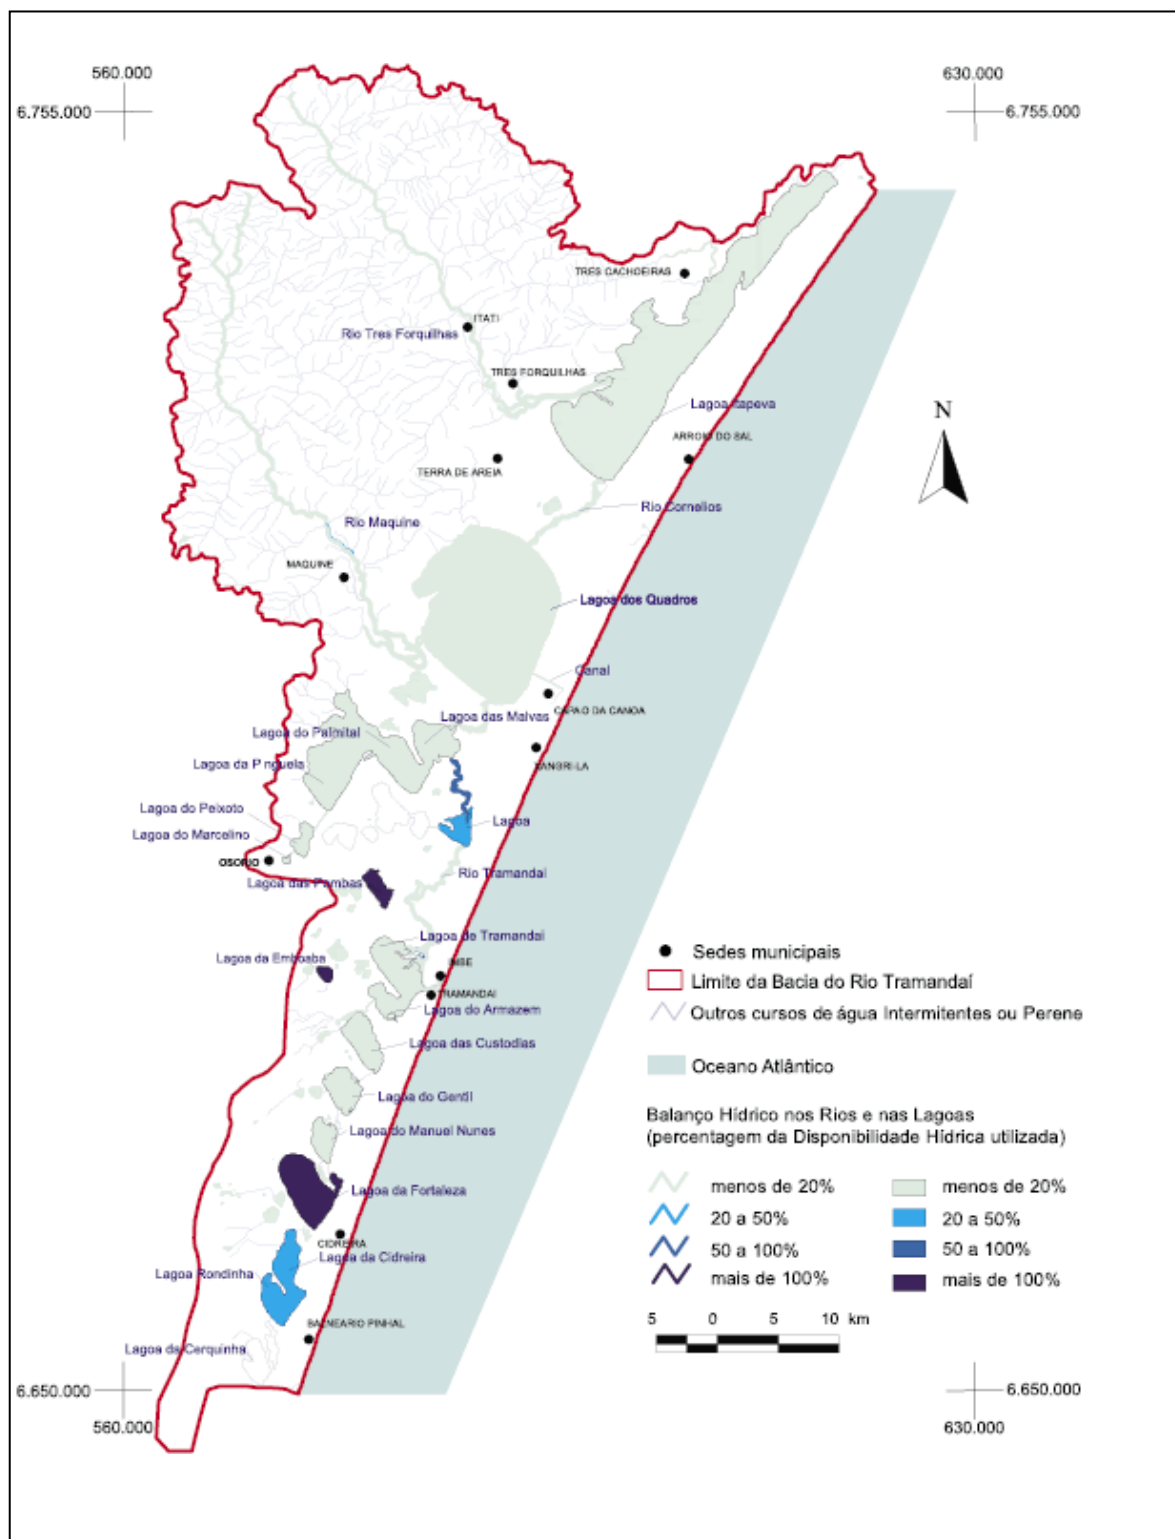 560.000
630.000
6.755.000
6.755.000
TRES CACHOEIRAS
ITATI
Rio Tres Forquilhas
TRES FORQUILHAS
Lagoa Itapeva
ARROIO DO SAL
TERRA DE AREIA
N
Rio Cornelios
Rio Maquine
MAQUINE
Lagoa dos Quadros
Canal
CAPAO DA CANOA
Lagoa das Malvas
Lagoa do Palmital
Lagoa da Pinguela
XANGRI-LA
Lagoa do Peixoto
Lagoa
Lagoa do Marcelino
OSORIO
Rio Tramandai
Lagoa das Pombas
Lagoa de Tramandai
Lagoa da Emboaba
IMBE
TRAMANDAI
Lagoa do Armazem
Lagoa das Custodias
Lagoa do Gentil
Lagoa do Manuel Nunes
Lagoa da Fortaleza
CIDREIRA
Lagoa da Cidreira
Lagoa Rondinha
BALNEARIO PINHAL
Lagoa da Cerquinha
Sedes municipais
Limite da Bacia do Rio Tramandaí
Outros cursos de água Intermitentes ou Perene
Oceano Atlântico
Balanço Hídrico nos Rios e nas Lagoas
(percentagem da Disponibilidade Hídrica utilizada)
menos de 20% menos de 20%
20 a 50% 20 a 50%
50 a 100% 50 a 100%
mais de 100% mais de 100%
5 0 5 10 km
6.650.000
6.650.000
560.000
630.000